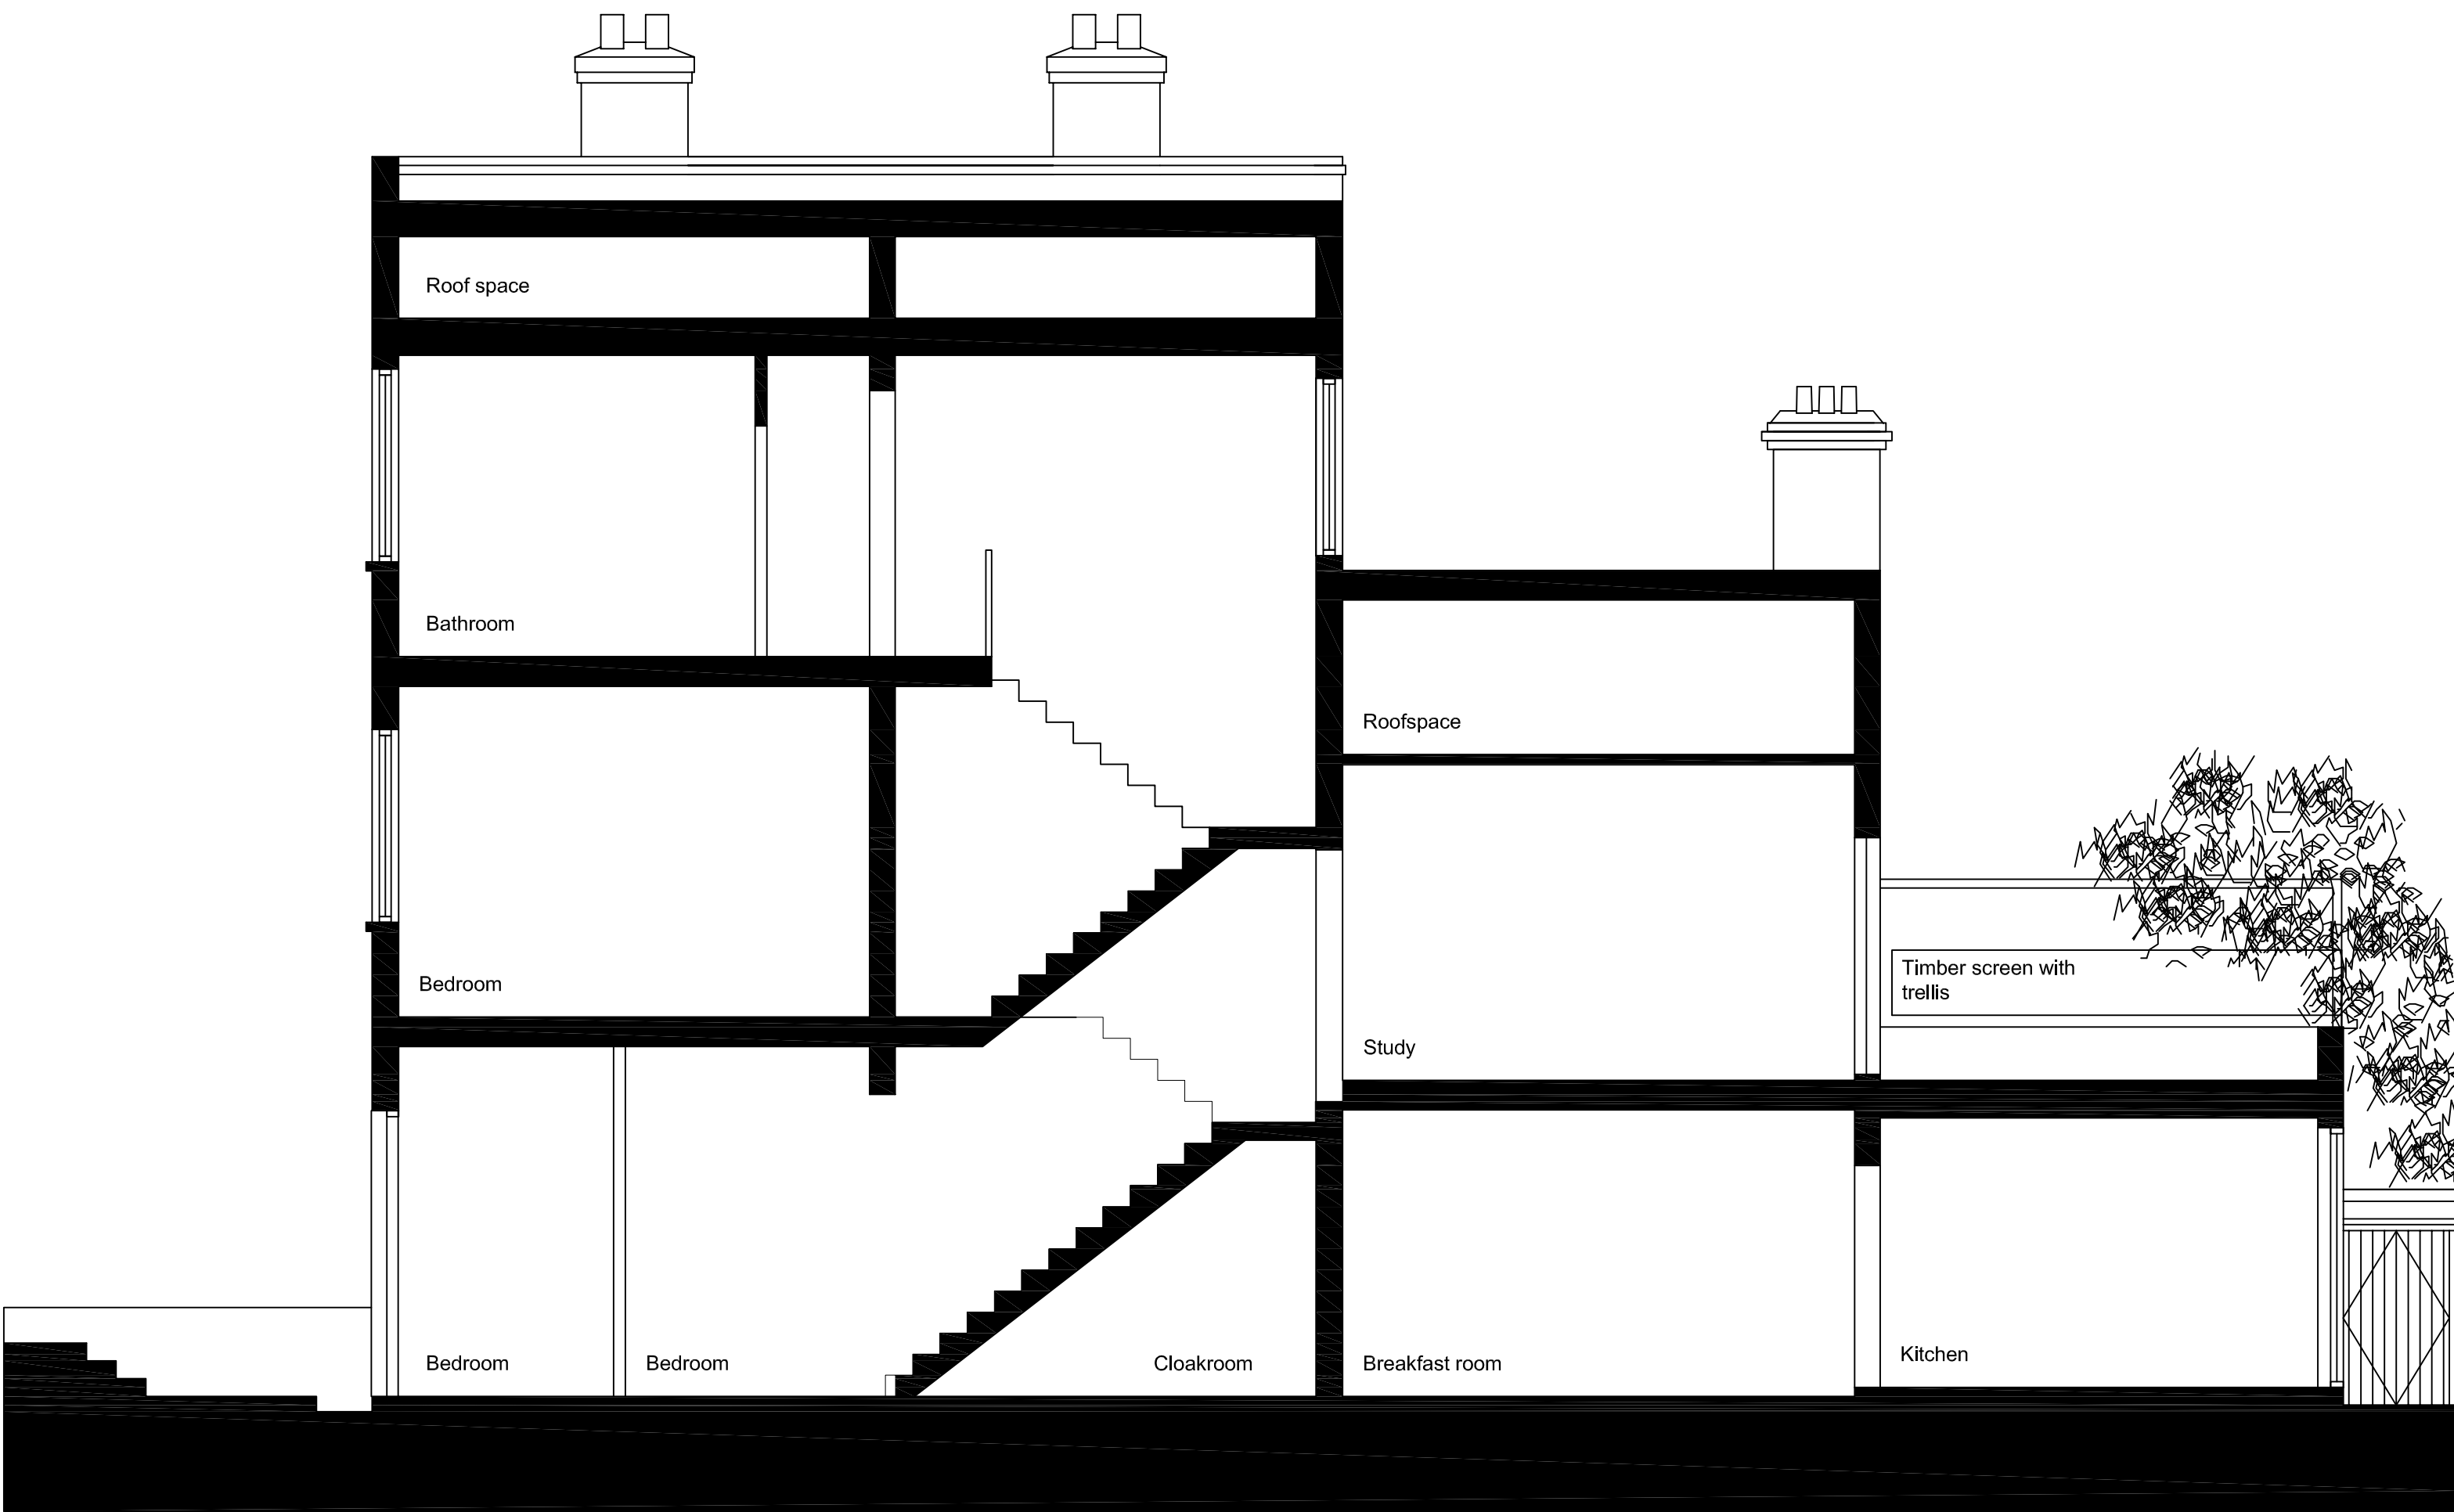 Roof space
Bathroom
Roofspace
Bedroom
Timber screen with
trellis
Study
Bedroom
Bedroom
Cloakroom
Breakfast room
Kitchen